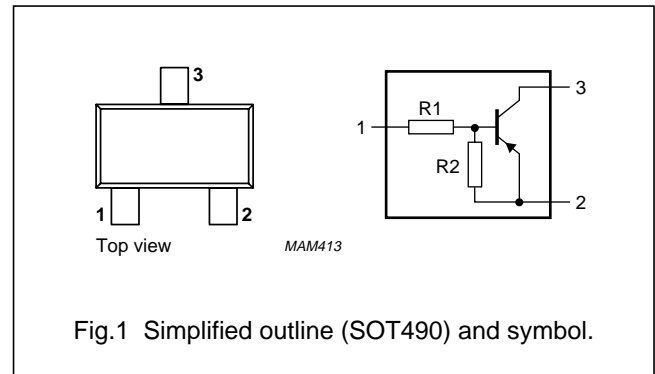 3
1
2
Top view
MAM413
1
R1
R2
3
2
Fig.1 Simplified outline (SOT490) and symbol.